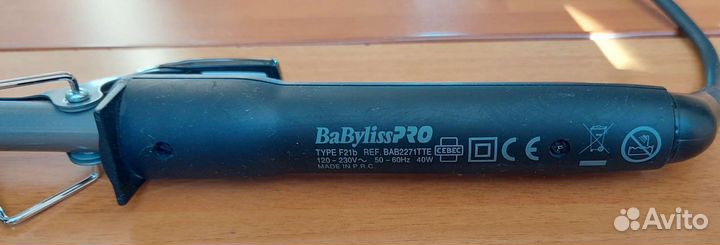 BaBylissPRO
TYPE F21b REF. BAB2271TTE
120 - 230V~ 50 - 60Hz 40W
MADE IN P.R.C.
CEBEC
Avito